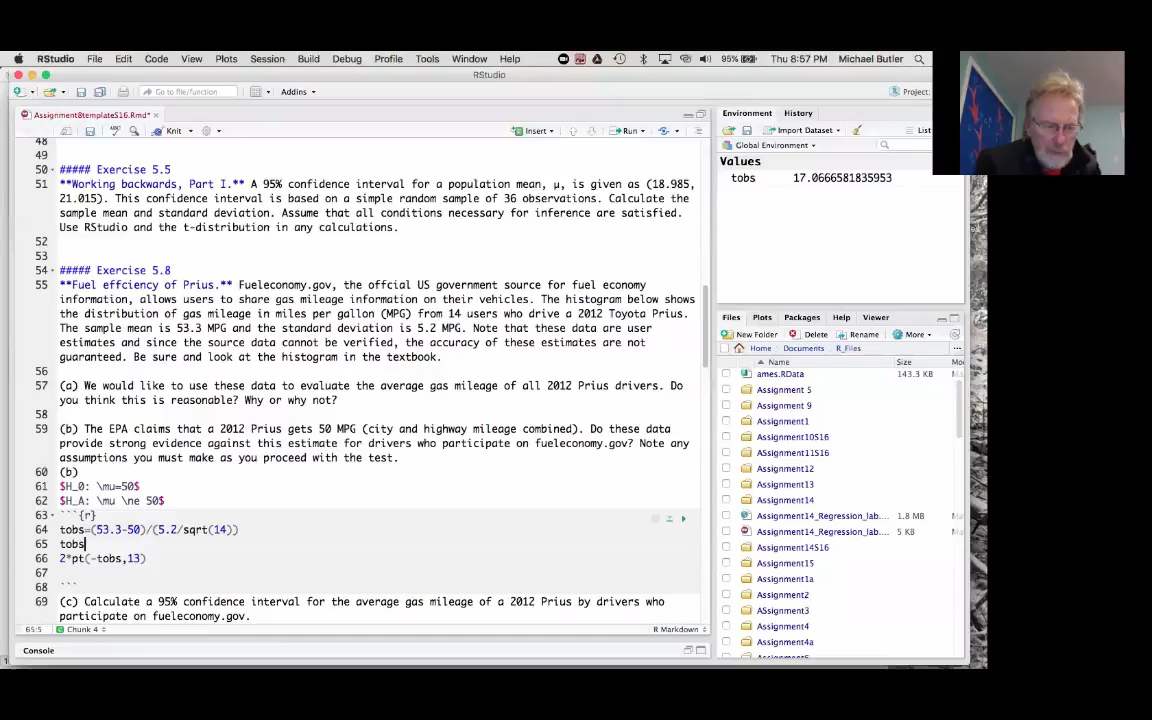 RStudio File Edit Code View Plots Session Build Debug Profile Tools Window Help 95% Thu 8:57 PM Michael Butler
RStudio
Go to file/function Addins Project:
Assignment8templateS16.Rmd*
Knit Insert Run
48
49
50 ##### Exercise 5.5
51 **Working backwards, Part I.** A 95% confidence interval for a population mean, μ, is given as (18.985,
21.015). This confidence interval is based on a simple random sample of 36 observations. Calculate the
sample mean and standard deviation. Assume that all conditions necessary for inference are satisfied.
Use RStudio and the t-distribution in any calculations.
52
53
54 ##### Exercise 5.8
55 **Fuel effciency of Prius.** Fueleconomy.gov, the offcial US government source for fuel economy
information, allows users to share gas mileage information on their vehicles. The histogram below shows
the distribution of gas mileage in miles per gallon (MPG) from 14 users who drive a 2012 Toyota Prius.
The sample mean is 53.3 MPG and the standard deviation is 5.2 MPG. Note that these data are user
estimates and since the source data cannot be verified, the accuracy of these estimates are not
guaranteed. Be sure and look at the histogram in the textbook.
56
57 (a) We would like to use these data to evaluate the average gas mileage of all 2012 Prius drivers. Do
you think this is reasonable? Why or why not?
58
59 (b) The EPA claims that a 2012 Prius gets 50 MPG (city and highway mileage combined). Do these data
provide strong evidence against this estimate for drivers who participate on fueleconomy.gov? Note any
assumptions you must make as you proceed with the test.
60 (b)
61 $H_0: \mu=50$
62 $H_A: \mu \ne 50$
63 ```{r}
64 tobs=(53.3-50)/(5.2/sqrt(14))
65 tobs
66 2*pt(-tobs,13)
67
68 ```
69 (c) Calculate a 95% confidence interval for the average gas mileage of a 2012 Prius by drivers who
participate on fueleconomy.gov.
65:5 Chunk 4 R Markdown
Console
Environment History
Import Dataset List
Global Environment
Values
tobs 17.0666581835953
Files Plots Packages Help Viewer
New Folder Delete Rename More
Home Documents R_Files
Name Size
ames.RData 143.3 KB
Assignment 5
Assignment 9
Assignment1
Assignment10S16
AssignmentI1S16
Assignment12
Assignment13
Assignment14
Assignment14_Regression_lab.... 1.8 MB
Assignment14_Regression_lab.... 5 KB
Assignment14S16
Assignment15
Assignment1a
Assignment2
ASsignment3
Assignment4
Assignment4a